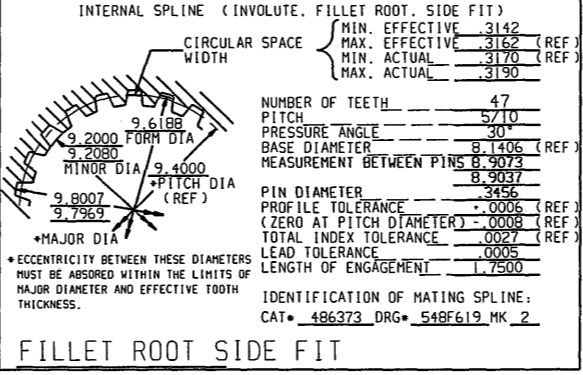 INTERNAL SPLINE (INVOLUTE, FILLET ROOT, SIDE FIT)
CIRCULAR SPACE WIDTH
MIN. EFFECTIVE .3142
MAX. EFFECTIVE .3162 (REF)
MIN. ACTUAL .3170 (REF)
MAX. ACTUAL .3190
9.6188 FORM DIA
9.2000
9.2080
MINOR DIA
9.4000
*PITCH DIA
(REF)
9.8007
9.7969
*MAJOR DIA
NUMBER OF TEETH 47
PITCH 5/10
PRESSURE ANGLE 30°
BASE DIAMETER 8.1406 (REF)
MEASUREMENT BETWEEN PINS 8.9073
8.9037
PIN DIAMETER .3456
PROFILE TOLERANCE +.0006 (REF)
(ZERO AT PITCH DIAMETER) -.0008 (REF)
TOTAL INDEX TOLERANCE .0027 (REF)
LEAD TOLERANCE .0005
LENGTH OF ENGAGEMENT 1.7500
* ECCENTRICITY BETWEEN THESE DIAMETERS
MUST BE ABSORED WITHIN THE LIMITS OF
MAJOR DIAMETER AND EFFECTIVE TOOTH
THICKNESS.
IDENTIFICATION OF MATING SPLINE:
CAT* 486373 DRG* 548F619 MK 2
FILLET ROOT SIDE FIT